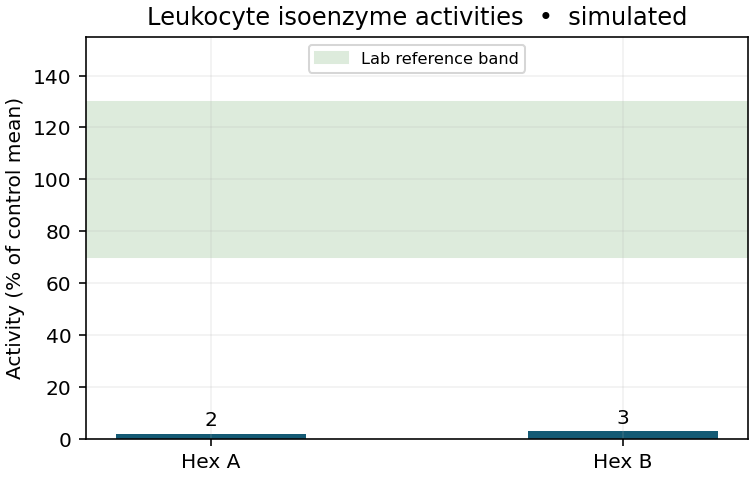 Leukocyte isoenzyme activities • simulated
Lab reference band
Activity (% of control mean)
140
120
100
80
60
40
20
0
2
3
Hex A
Hex B